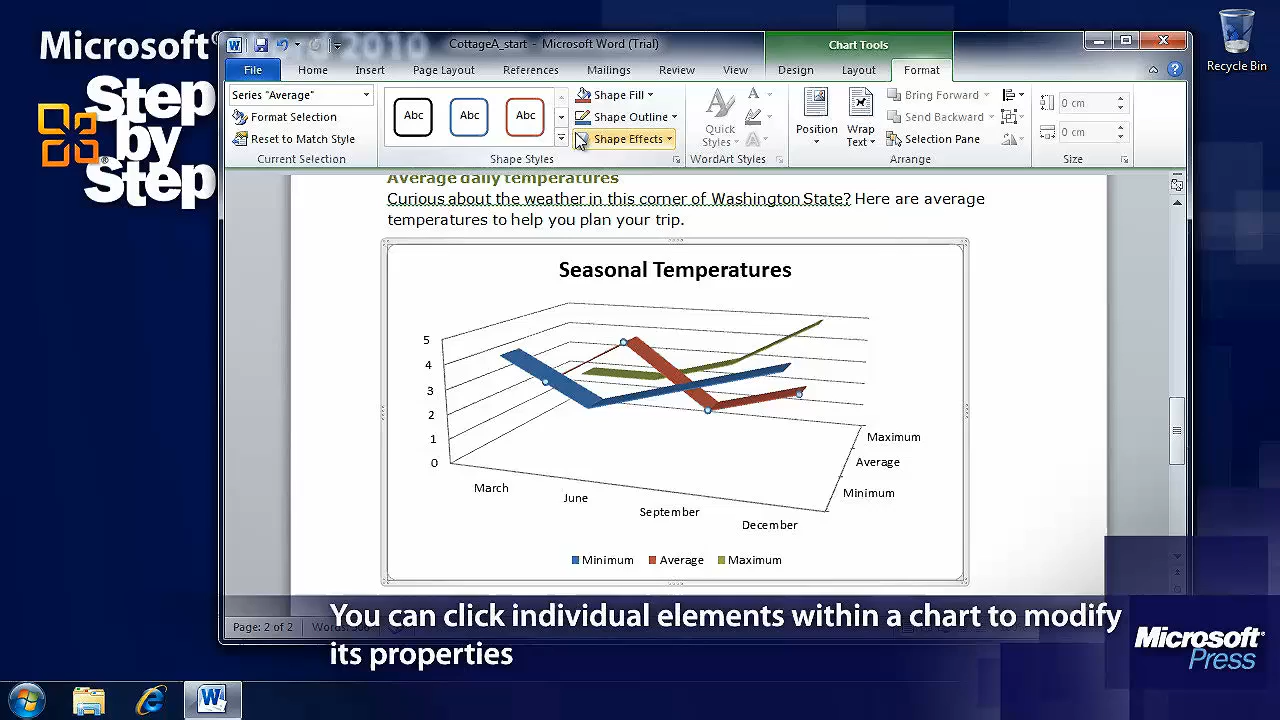 Microsoft
2010
Step
by
Step
Recycle Bin
CottageA_start - Microsoft Word (Trial)
Chart Tools
File
Home
Insert
Page Layout
References
Mailings
Review
View
Design
Layout
Format
Series "Average"
Format Selection
Reset to Match Style
Current Selection
Abc
Abc
Abc
Shape Fill
Shape Outline
Shape Effects
Shape Styles
Quick
Styles
WordArt Styles
Position
Wrap
Text
Bring Forward
Send Backward
Selection Pane
Arrange
0 cm
0 cm
Size
Average daily temperatures
Curious about the weather in this corner of Washington State? Here are average
temperatures to help you plan your trip.
Seasonal Temperatures
5
4
3
2
1
0
March
June
September
December
Maximum
Average
Minimum
Minimum
Average
Maximum
Page: 2 of 2
You can click individual elements within a chart to modify
its properties
Microsoft
Press